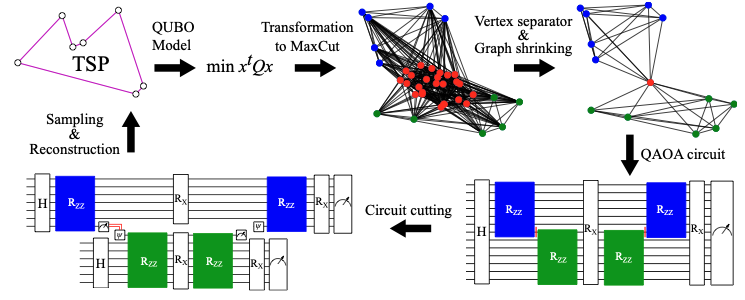 TSP
QUBO
Model
min xᵗQx
Transformation
to MaxCut
Vertex separator
&
Graph shrinking
QAOA circuit
H
R_ZZ
R_ZZ
R_X
R_ZZ
R_ZZ
R_X
Circuit cutting
H
R_ZZ
ψ
R_X
ψ
R_ZZ
R_X
H
R_ZZ
R_X
R_ZZ
R_X
Sampling
&
Reconstruction